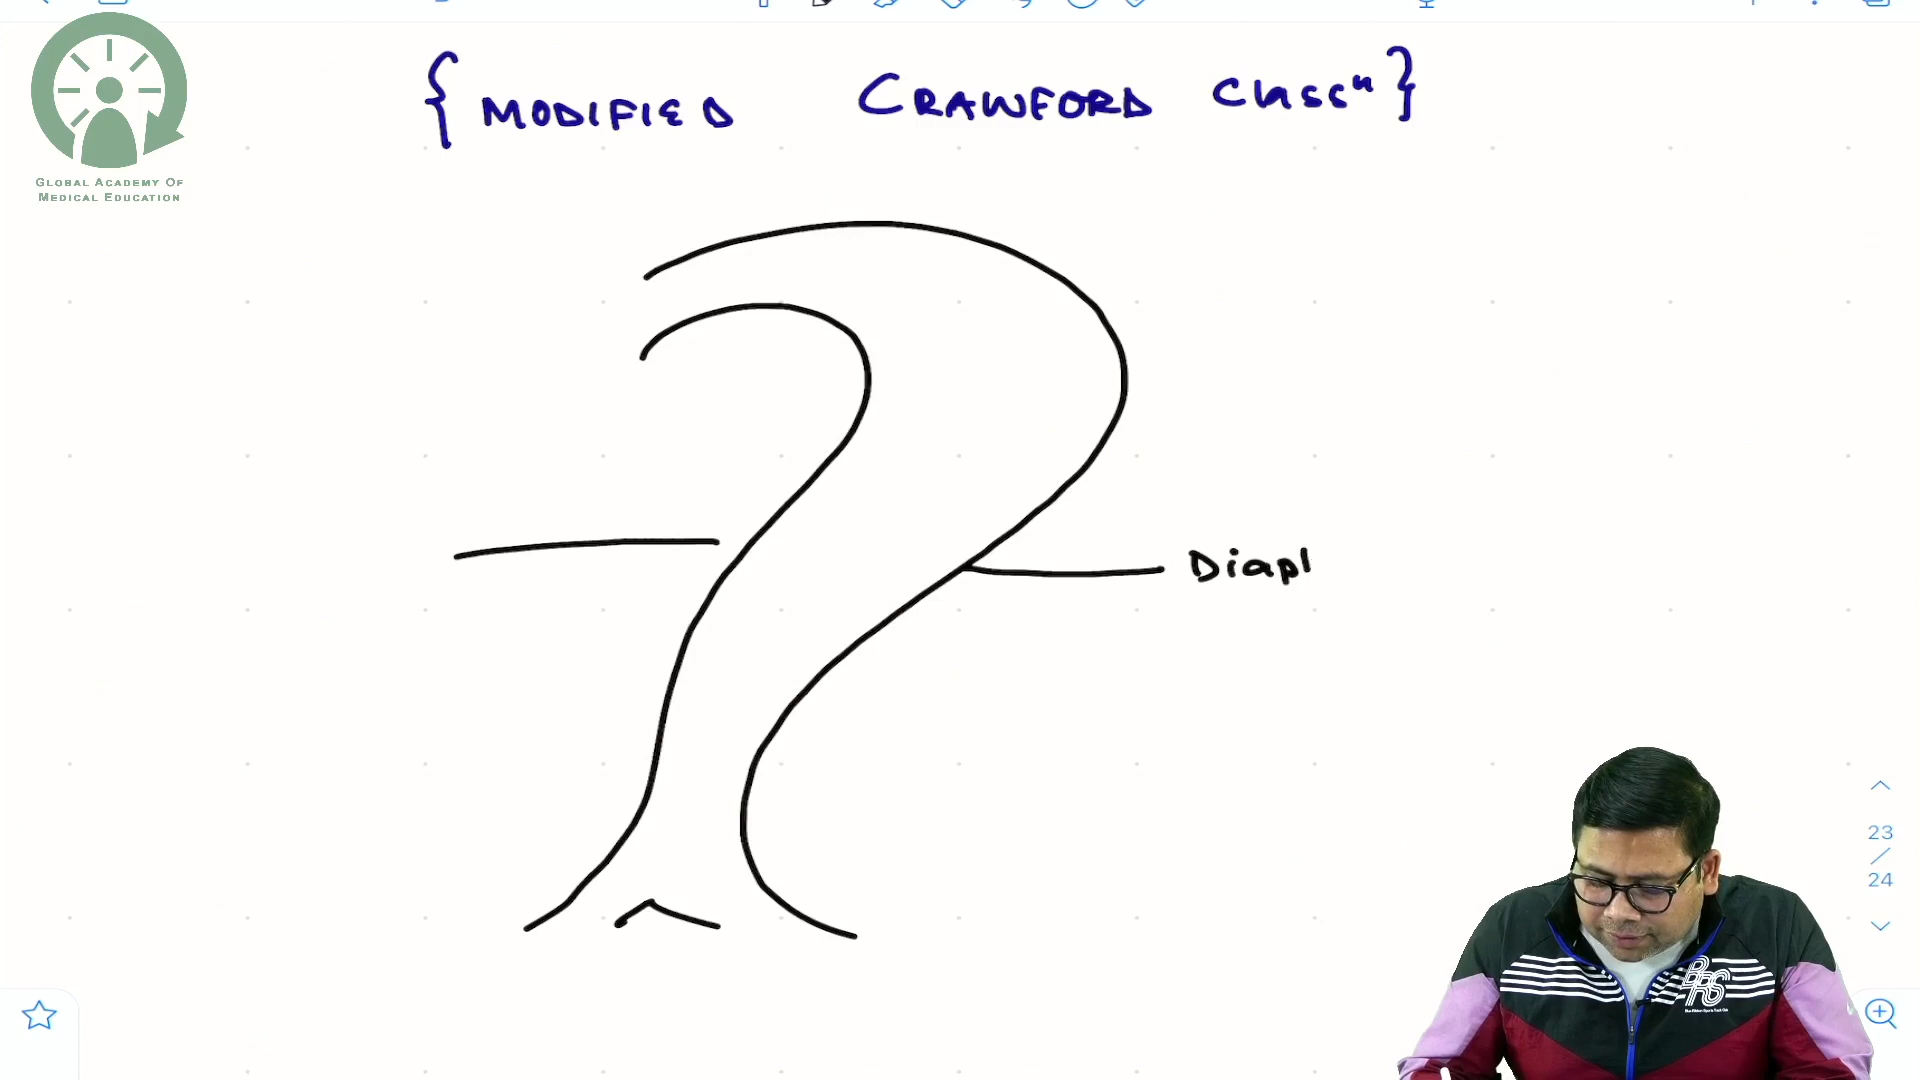 { MODIFIED CRAWFORD Classⁿ }
GLOBAL ACADEMY OF
MEDICAL EDUCATION
Diapl
23
/
24